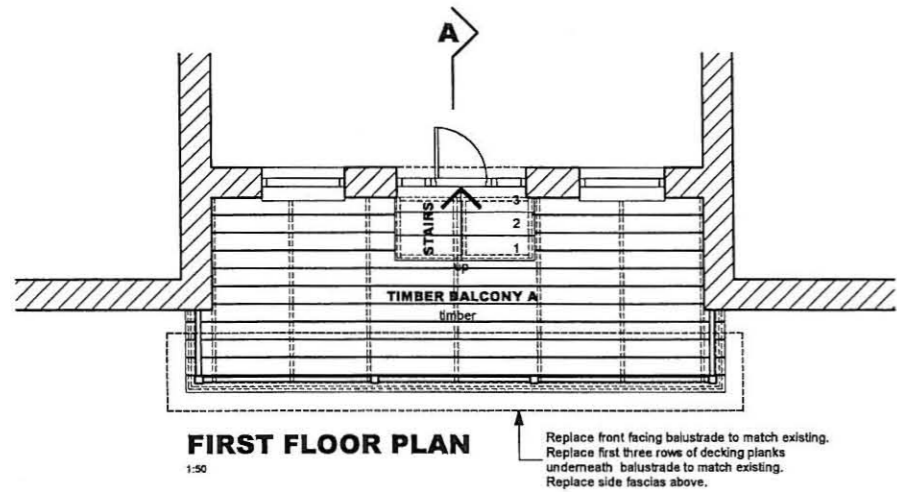 A
3
2
1
STAIRS
up
TIMBER BALCONY A
timber
FIRST FLOOR PLAN
1:50
Replace front facing balustrade to match existing.
Replace first three rows of decking planks
underneath balustrade to match existing.
Replace side fascias above.